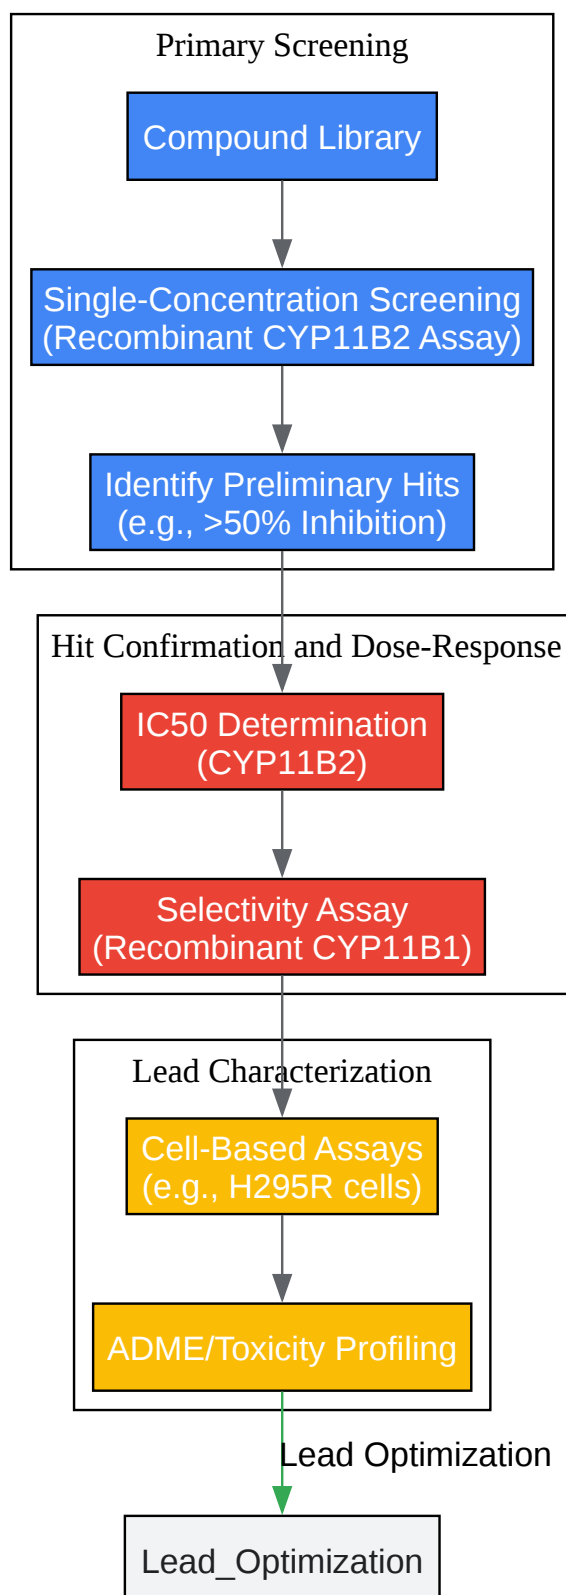 Primary Screening
Compound Library
Single-Concentration Screening
(Recombinant CYP11B2 Assay)
Identify Preliminary Hits
(e.g., >50% Inhibition)
Hit Confirmation and Dose-Response
IC50 Determination
(CYP11B2)
Selectivity Assay
(Recombinant CYP11B1)
Lead Characterization
Cell-Based Assays
(e.g., H295R cells)
ADME/Toxicity Profiling
Lead Optimization
Lead_Optimization